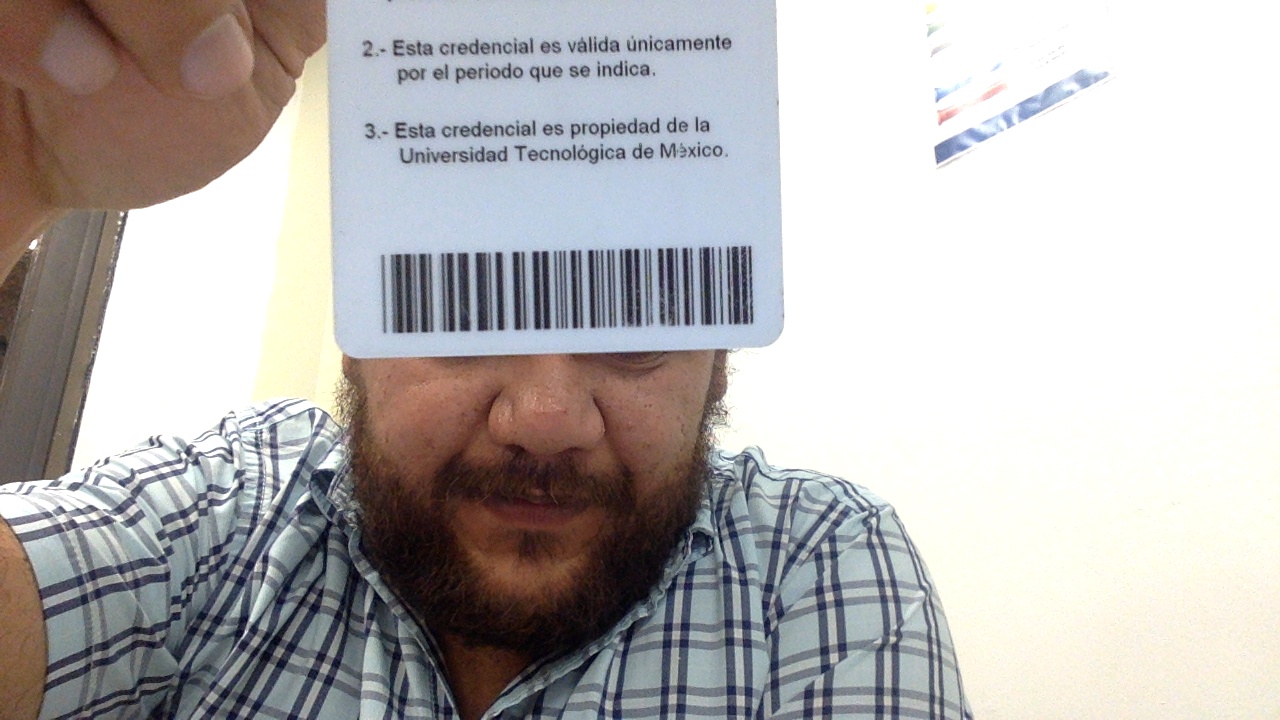 2.- Esta credencial es válida únicamente
por el periodo que se indica.
3.- Esta credencial es propiedad de la
Universidad Tecnológica de México.